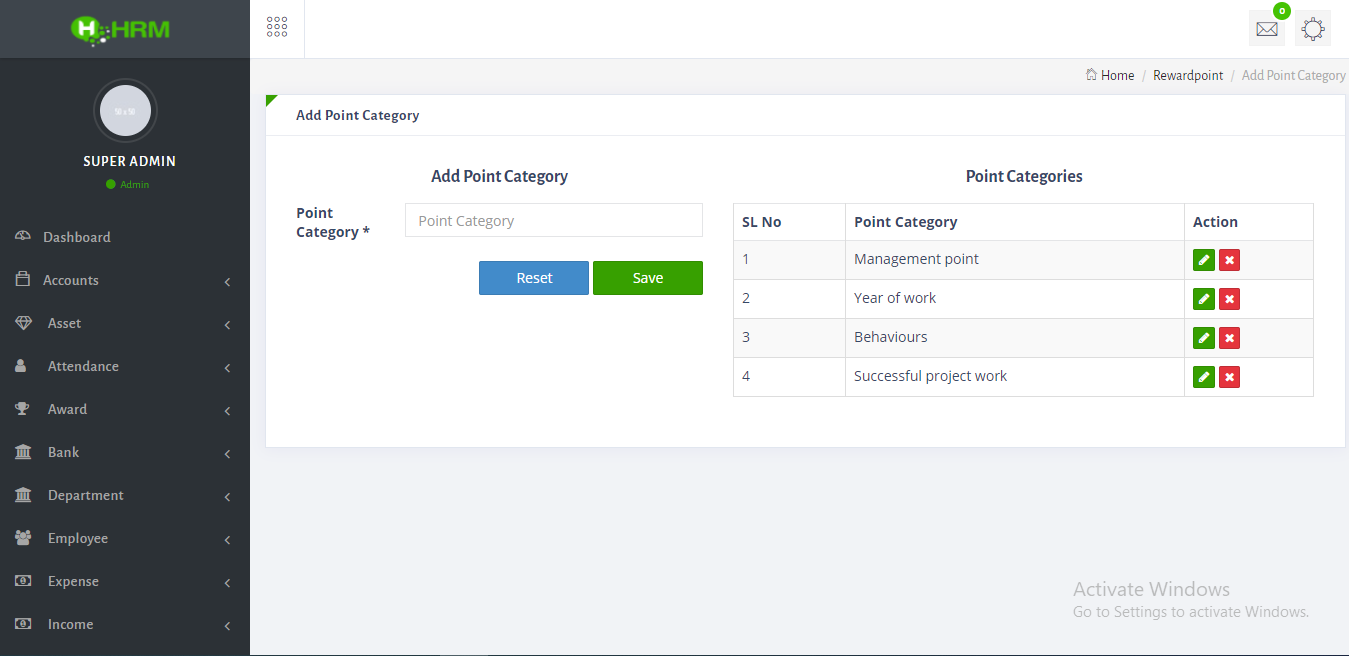 HRM
0
Home / Rewardpoint / Add Point Category
SUPER ADMIN
Admin
Dashboard
Accounts
Asset
Attendance
Award
Bank
Department
Employee
Expense
Income
Add Point Category
Add Point Category
Point
Category *
Point Category
Reset Save
Point Categories
SL No Point Category Action
1 Management point
2 Year of work
3 Behaviours
4 Successful project work
Activate Windows
Go to Settings to activate Windows.